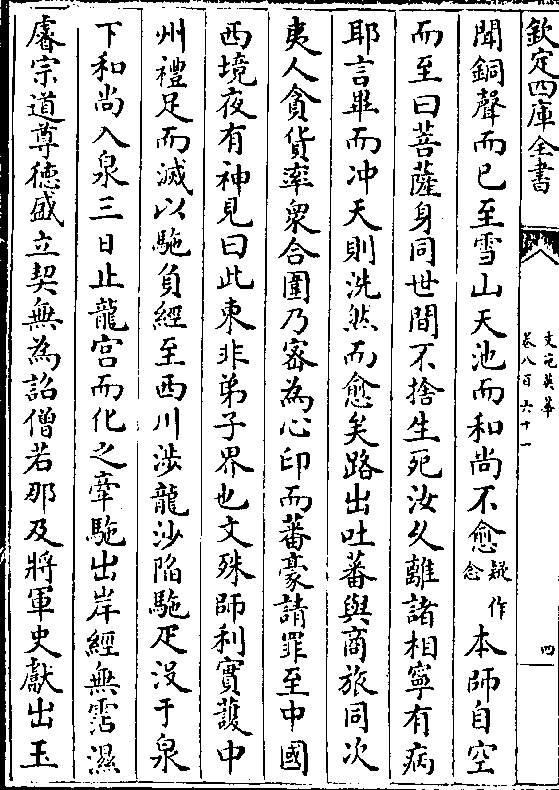 欽定四庫全書
文苑英華
卷八百六十一
四
聞銅聲而已至雪山天池而和尚不愈疑作念本師自空
而至曰菩薩身同世間不捨生死汝久離諸相寧有病
耶言畢而沖天則洗然而愈矣路出吐蕃與商旅同次
夷人貪貨率衆合圍乃密為心印而蕃豪請罪至中國
西境夜有神見曰此東非弟子界也文殊師利實護中
州禮足而滅以駞負經至西川渉龍沙陷駞足沒于泉
下和尚入泉三日止龍宫而化之牽駞出岸經無霑濕
睿宗道尊徳盛立契無為詔僧若那及將軍史獻出玉